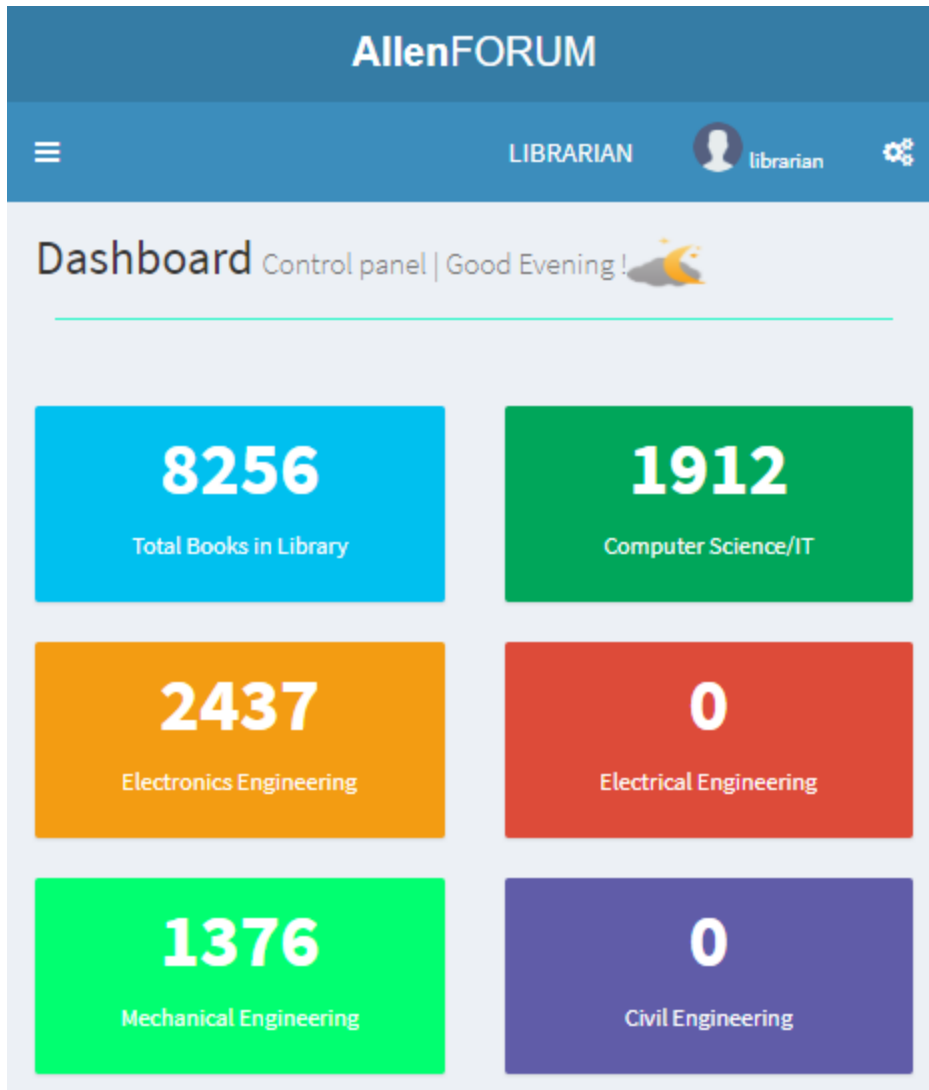 AllenFORUM
LIBRARIAN librarian
Dashboard Control panel | Good Evening !
8256
Total Books in Library
1912
Computer Science/IT
2437
Electronics Engineering
0
Electrical Engineering
1376
Mechanical Engineering
0
Civil Engineering